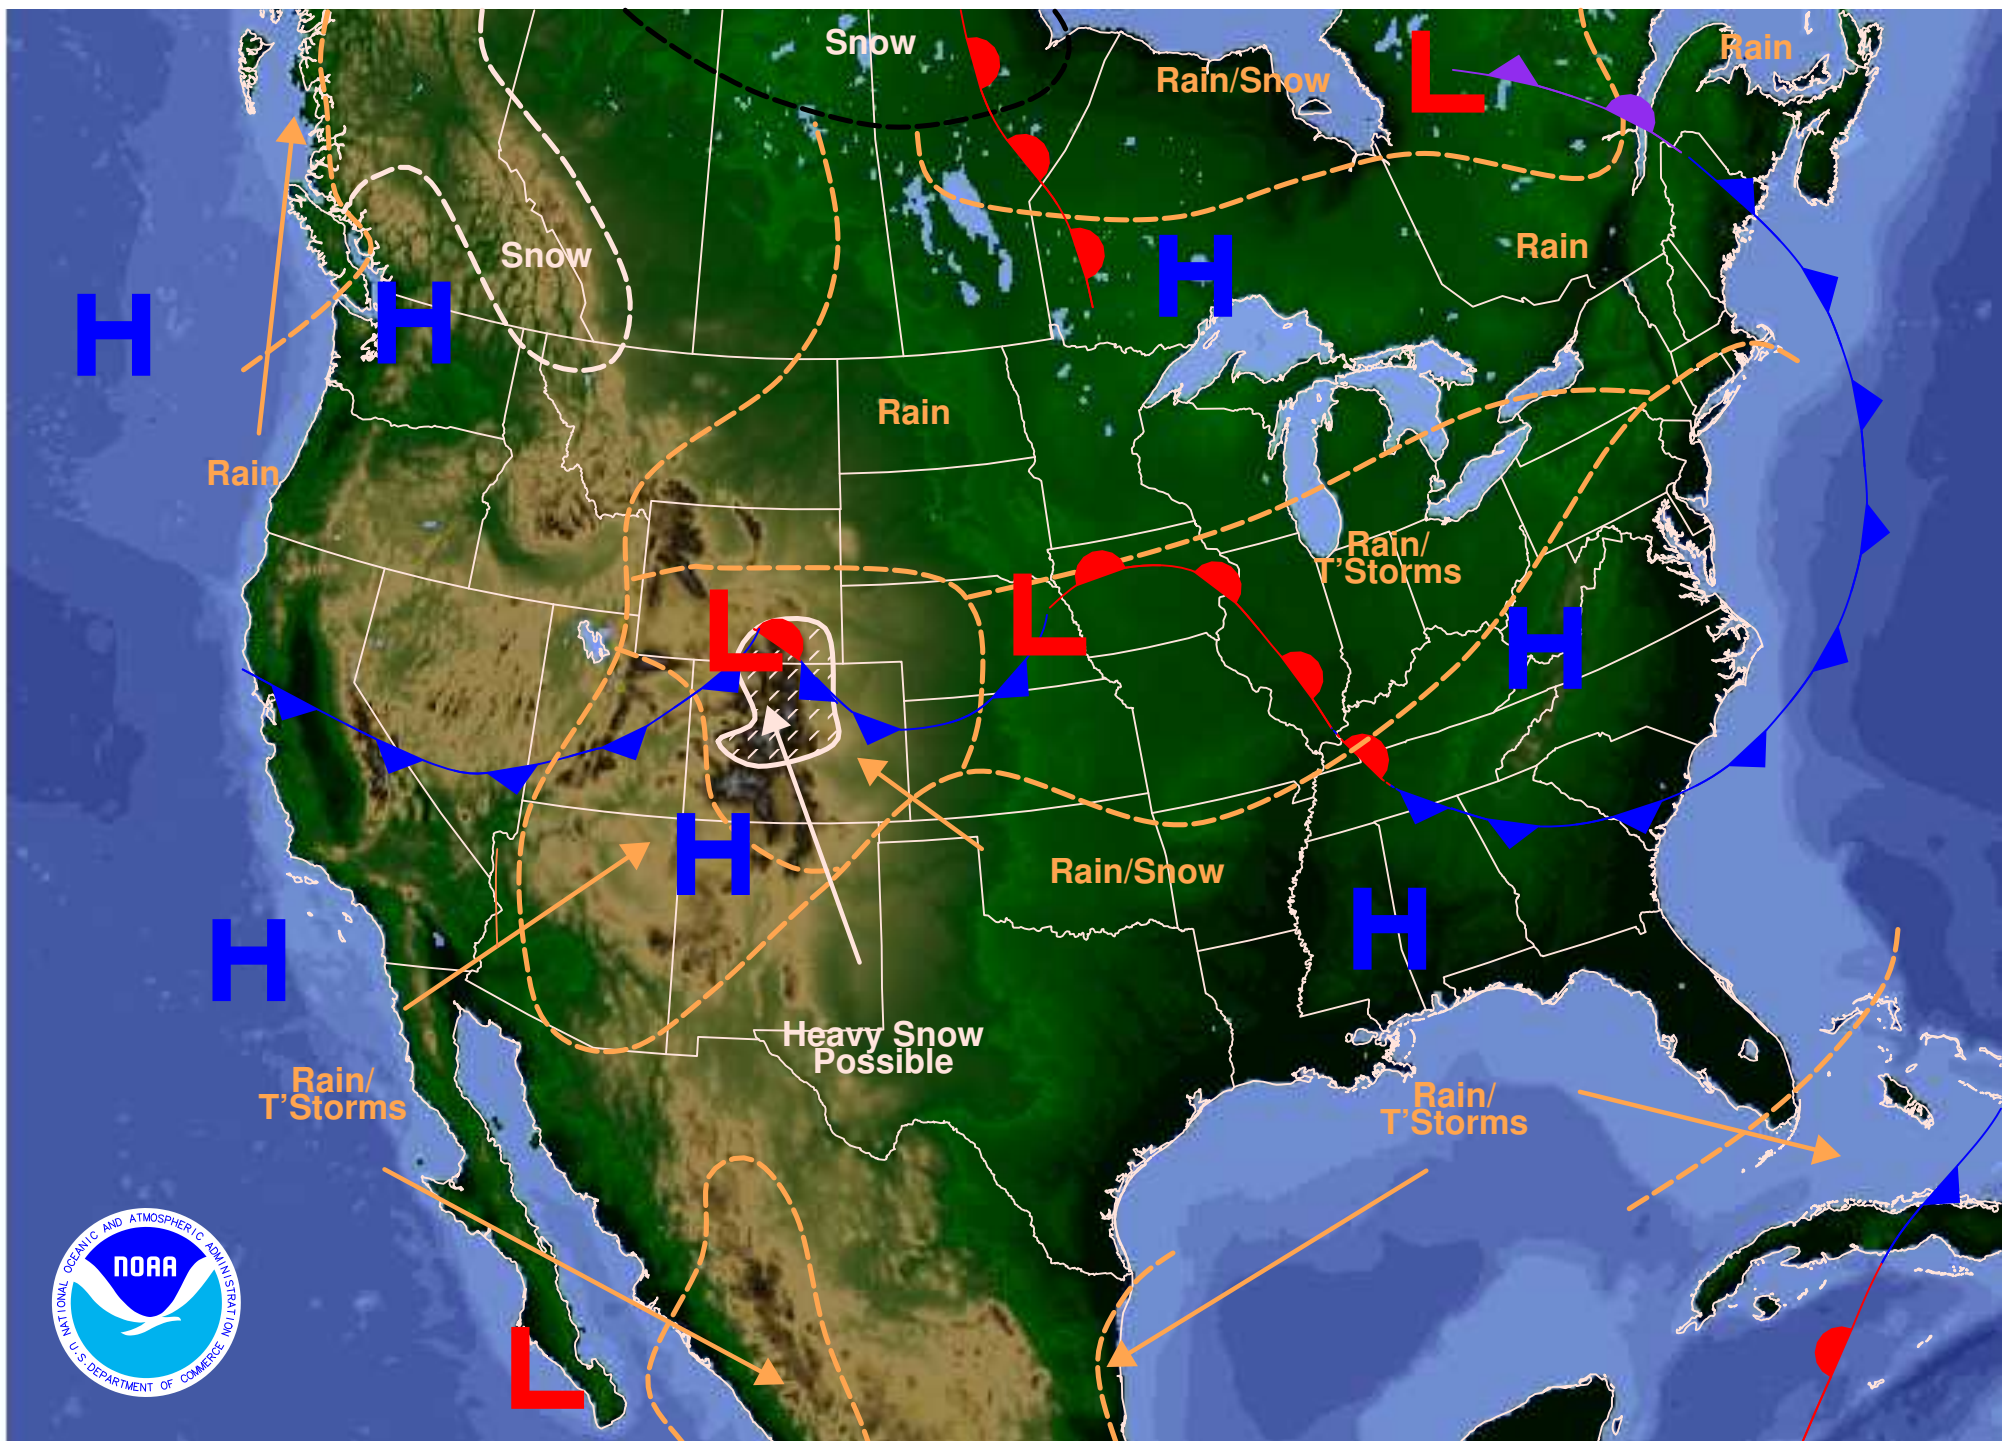 Snow
Rain
Rain/Snow
L
Rain
Snow
H
H
H
Rain
Rain
Rain/
T'Storms
L
L
H
H
Rain/Snow
H
H
Heavy Snow
Possible
Rain/
T'Storms
Rain/
T'Storms
L
NATIONAL OCEANIC AND ATMOSPHERIC ADMINISTRATION
NOAA
U.S. DEPARTMENT OF COMMERCE